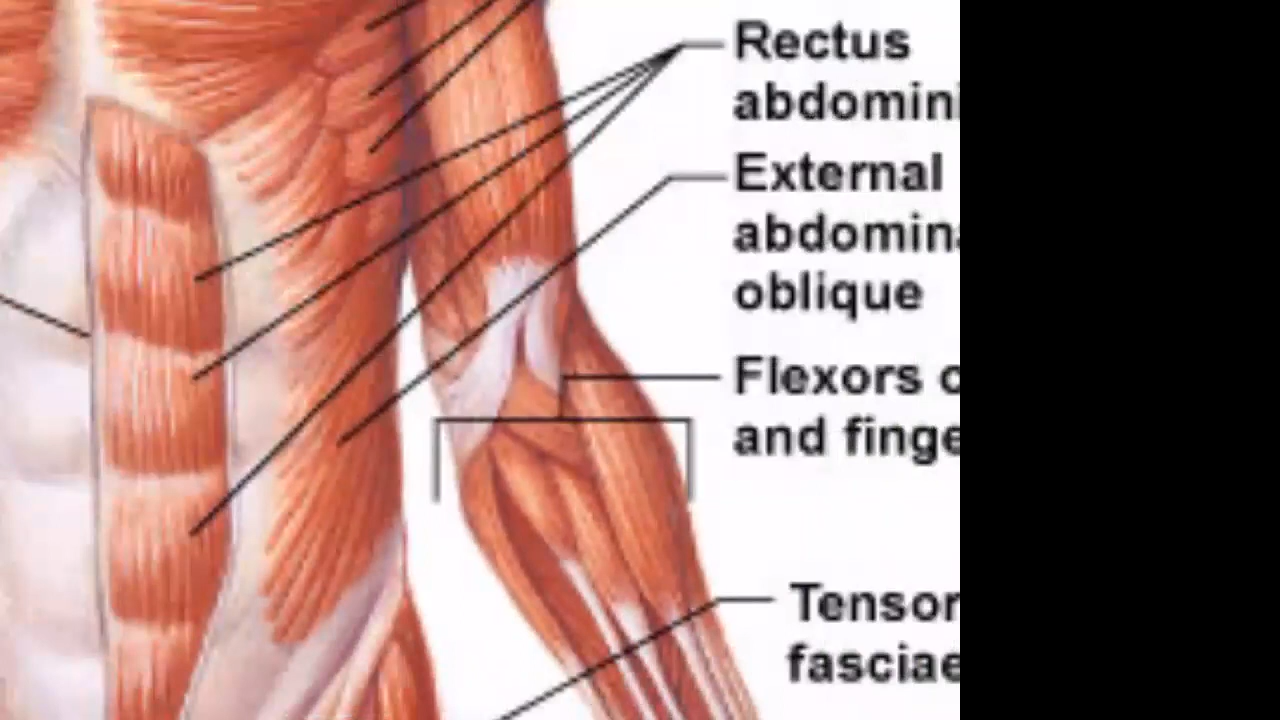 Rectus
abdomini
External
abdomina
oblique
Flexors o
and finge
Tensor
fasciae